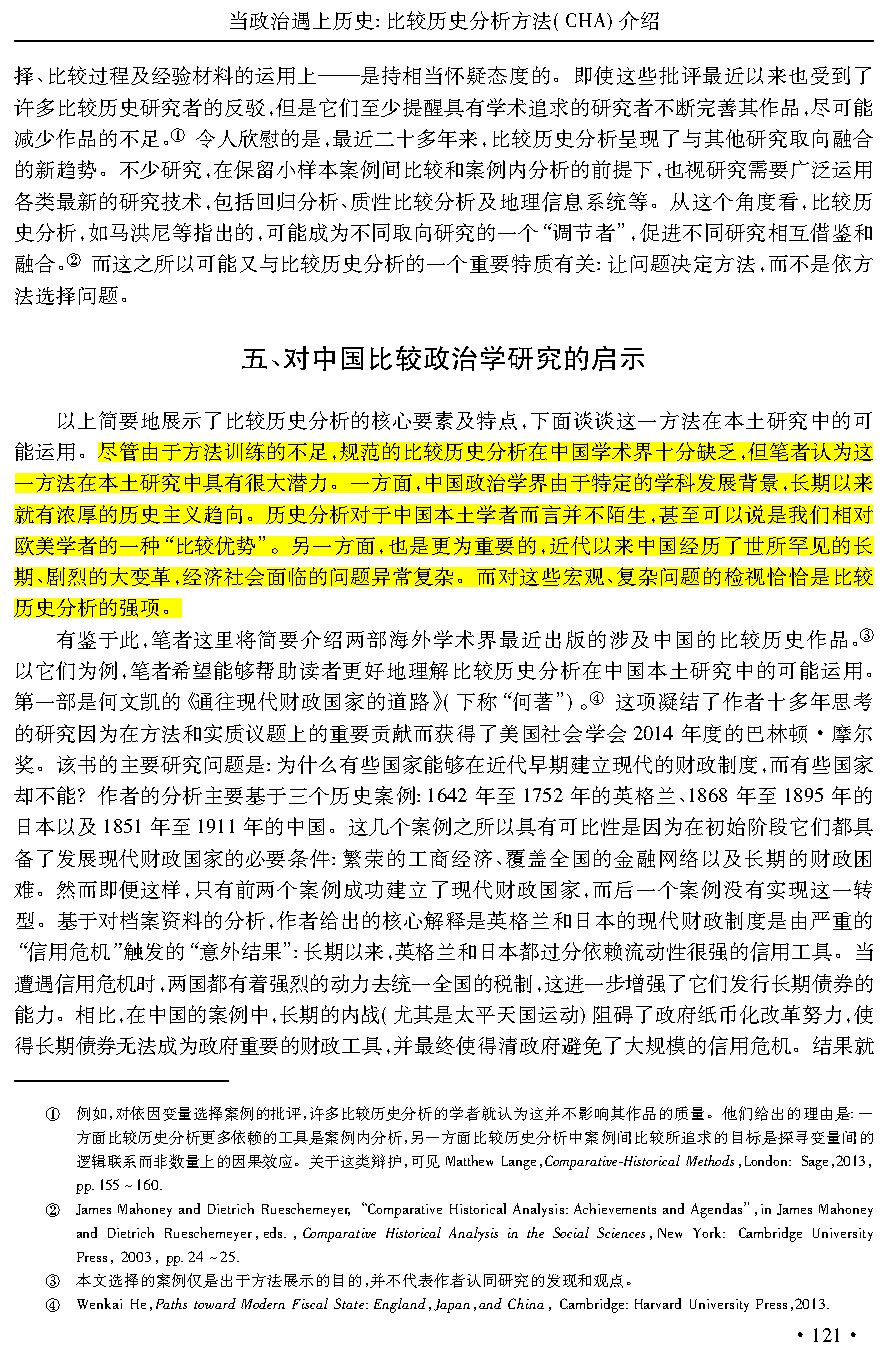 当政治遇上历史:比较历史分析方法(CHA)介绍
择、比较过程及经验材料的运用上——是持相当怀疑态度的。即使这些批评最近以来也受到了
许多比较历史研究者的反驳,但是它们至少提醒具有学术追求的研究者不断完善其作品,尽可能
减少作品的不足。① 令人欣慰的是,最近二十多年来,比较历史分析呈现了与其他研究取向融合
的新趋势。不少研究,在保留小样本案例间比较和案例内分析的前提下,也视研究需要广泛运用
各类最新的研究技术,包括回归分析、质性比较分析及地理信息系统等。从这个角度看,比较历
史分析,如马洪尼等指出的,可能成为不同取向研究的一个“调节者”,促进不同研究相互借鉴和
融合。② 而这之所以可能又与比较历史分析的一个重要特质有关:让问题决定方法,而不是依方
法选择问题。
五、对中国比较政治学研究的启示
以上简要地展示了比较历史分析的核心要素及特点,下面谈谈这一方法在本土研究中的可
能运用。尽管由于方法训练的不足,规范的比较历史分析在中国学术界十分缺乏,但笔者认为这
一方法在本土研究中具有很大潜力。一方面,中国政治学界由于特定的学科发展背景,长期以来
就有浓厚的历史主义趋向。历史分析对于中国本土学者而言并不陌生,甚至可以说是我们相对
欧美学者的一种“比较优势”。另一方面,也是更为重要的,近代以来中国经历了世所罕见的长
期、剧烈的大变革,经济社会面临的问题异常复杂。而对这些宏观、复杂问题的检视恰恰是比较
历史分析的强项。
有鉴于此,笔者这里将简要介绍两部海外学术界最近出版的涉及中国的比较历史作品。③
以它们为例,笔者希望能够帮助读者更好地理解比较历史分析在中国本土研究中的可能运用。
第一部是何文凯的《通往现代财政国家的道路》(下称“何著”)。④ 这项凝结了作者十多年思考
的研究因为在方法和实质议题上的重要贡献而获得了美国社会学会 2014 年度的巴林顿·摩尔
奖。该书的主要研究问题是:为什么有些国家能够在近代早期建立现代的财政制度,而有些国家
却不能?作者的分析主要基于三个历史案例:1642 年至 1752 年的英格兰、1868 年至 1895 年的
日本以及 1851 年至 1911 年的中国。这几个案例之所以具有可比性是因为在初始阶段它们都具
备了发展现代财政国家的必要条件:繁荣的工商经济、覆盖全国的金融网络以及长期的财政困
难。然而即便这样,只有前两个案例成功建立了现代财政国家,而后一个案例没有实现这一转
型。基于对档案资料的分析,作者给出的核心解释是英格兰和日本的现代财政制度是由严重的
“信用危机”触发的“意外结果”:长期以来,英格兰和日本都过分依赖流动性很强的信用工具。当
遭遇信用危机时,两国都有着强烈的动力去统一全国的税制,这进一步增强了它们发行长期债券的
能力。相比,在中国的案例中,长期的内战(尤其是太平天国运动)阻碍了政府纸币化改革努力,使
得长期债券无法成为政府重要的财政工具,并最终使得清政府避免了大规模的信用危机。结果就
① 例如,对依因变量选择案例的批评,许多比较历史分析的学者就认为这并不影响其作品的质量。他们给出的理由是:一
方面比较历史分析更多依赖的工具是案例内分析,另一方面比较历史分析中案例间比较所追求的目标是探寻变量间的
逻辑联系而非数量上的因果效应。关于这类辩护,可见 Matthew Lange,Comparative-Historical Methods,London: Sage,2013,
pp. 155 ~ 160.
② James Mahoney and Dietrich Rueschemeyer, “Comparative Historical Analysis: Achievements and Agendas”, in James Mahoney
and Dietrich Rueschemeyer, eds. , Comparative Historical Analysis in the Social Sciences, New York: Cambridge University
Press, 2003, pp. 24 ~ 25.
③ 本文选择的案例仅是出于方法展示的目的,并不代表作者认同研究的发现和观点。
④ Wenkai He,Paths toward Modern Fiscal State: England,Japan,and China, Cambridge: Harvard University Press,2013.
· 121 ·